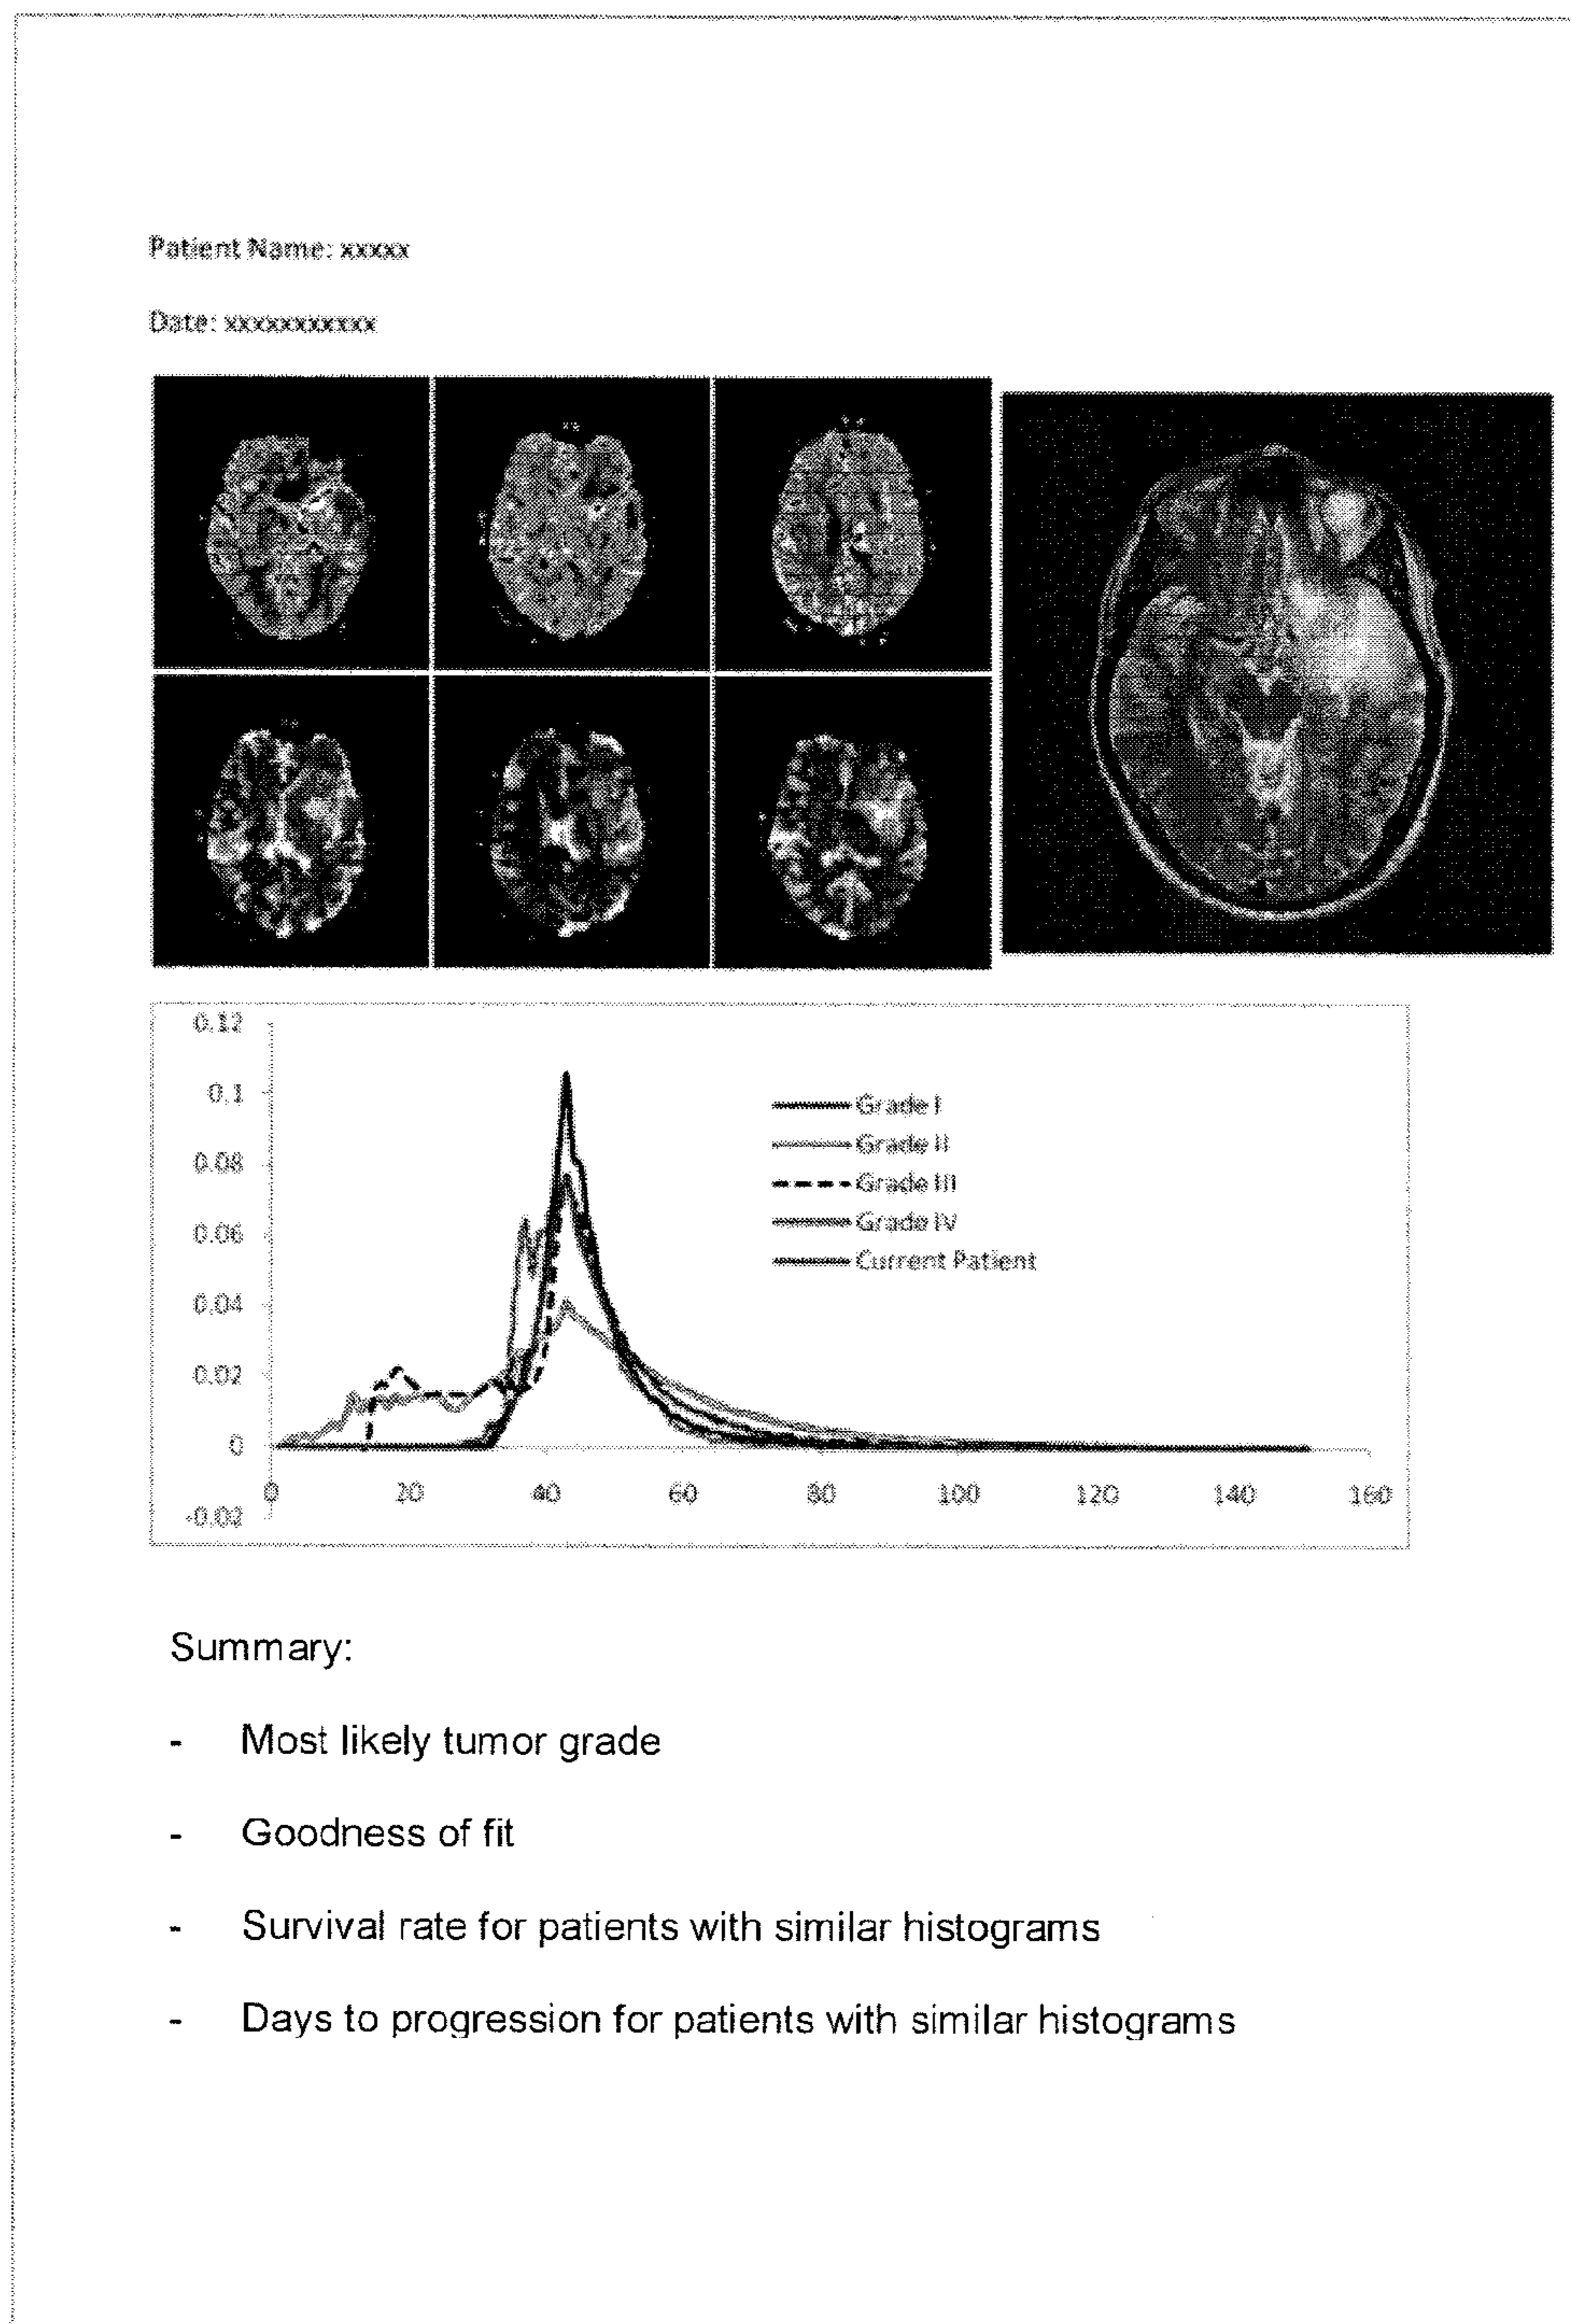 Patient Name: xxxxx
Date: xxxxxxxxxxx
0.12
0.1
0.08
0.06
0.04
0.02
0
-0.02
0 20 40 60 80 100 120 140 160
Grade I
Grade II
Grade III
Grade IV
Current Patient
Summary:
- Most likely tumor grade
- Goodness of fit
- Survival rate for patients with similar histograms
- Days to progression for patients with similar histograms